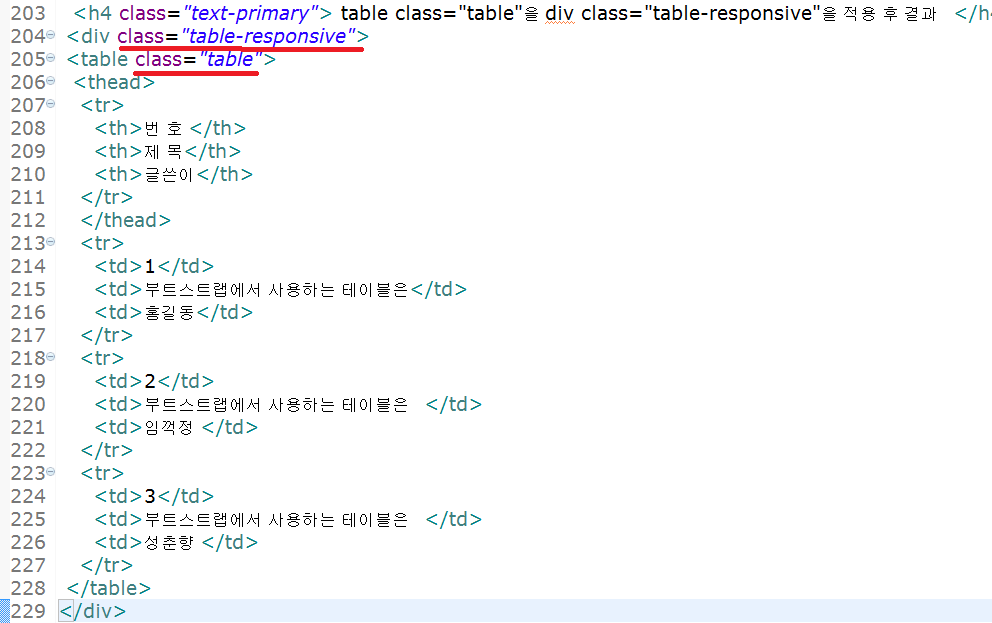 203 <h4 class="text-primary"> table class="table"을 div class="table-responsive"을 적용 후 결과 </h
204 <div class="table-responsive">
205 <table class="table">
206 <thead>
207 <tr>
208 <th>번 호 </th>
209 <th>제 목</th>
210 <th>글쓴이</th>
211 </tr>
212 </thead>
213 <tr>
214 <td>1</td>
215 <td>부트스트랩에서 사용하는 테이블은</td>
216 <td>홍길동</td>
217 </tr>
218 <tr>
219 <td>2</td>
220 <td>부트스트랩에서 사용하는 테이블은 </td>
221 <td>임꺽정 </td>
222 </tr>
223 <tr>
224 <td>3</td>
225 <td>부트스트랩에서 사용하는 테이블은 </td>
226 <td>성춘향 </td>
227 </tr>
228 </table>
229 </div>